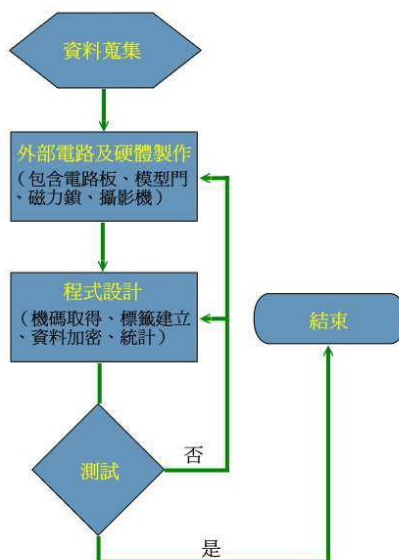 資料蒐集
外部電路及硬體製作
（包含電路板、模型門
、磁力鎖、攝影機）
程式設計
（機碼取得、標籤建立
、資料加密、統計）
結束
測試
否
是